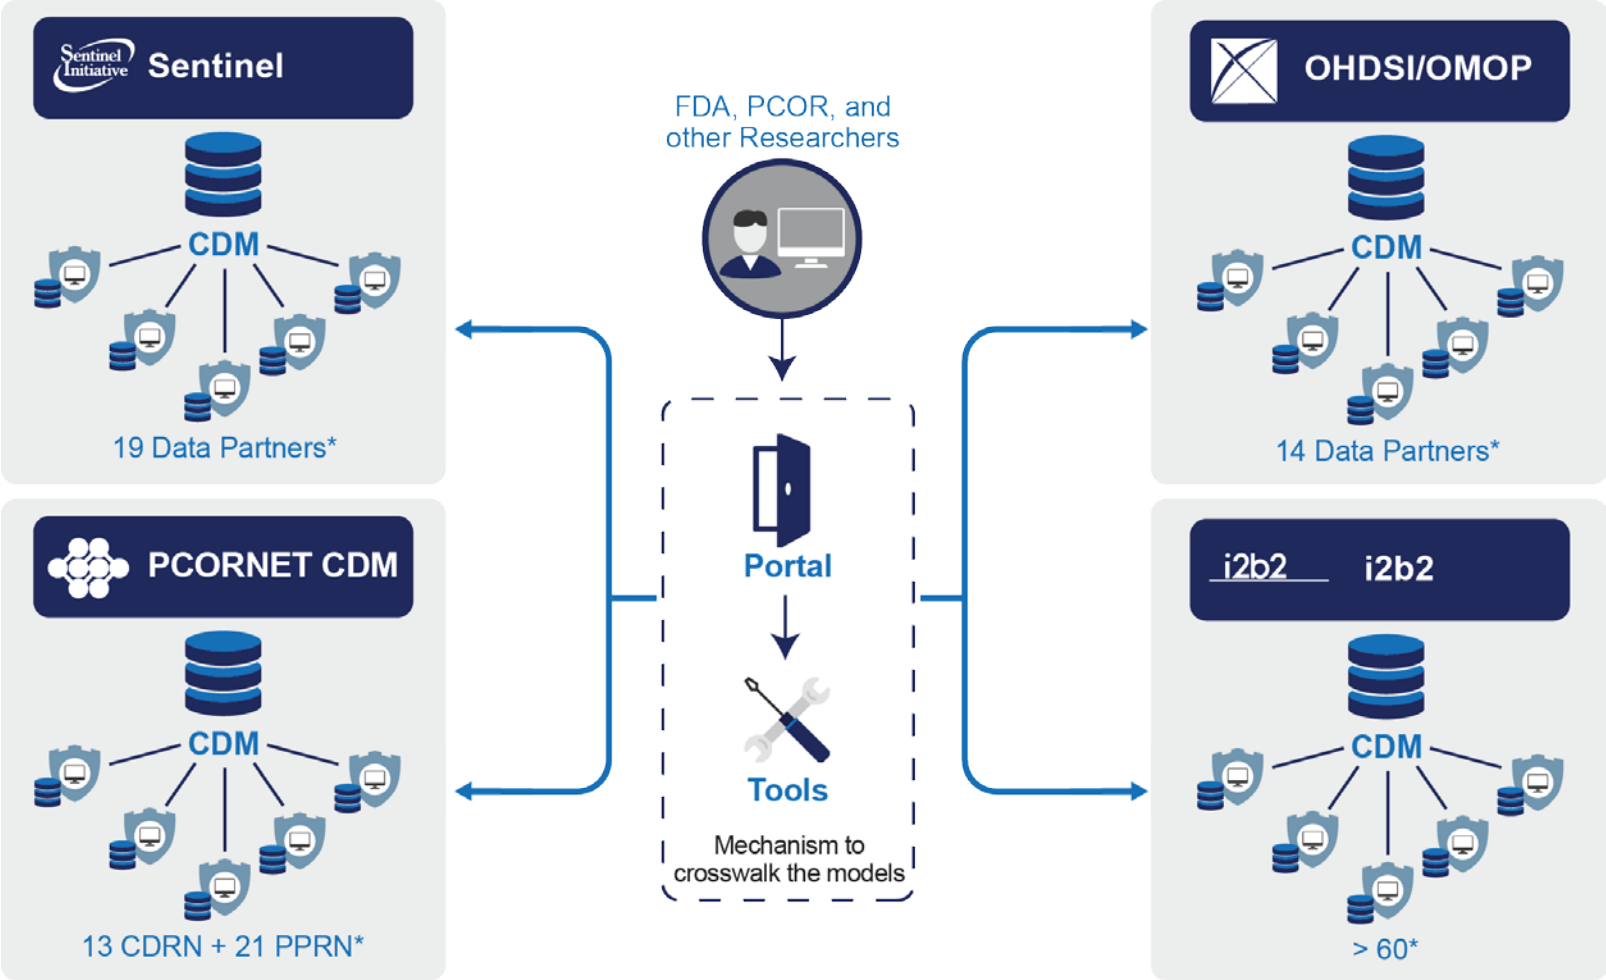 Sentinel
Initiative
Sentinel
CDM
19 Data Partners*
PCORNET CDM
CDM
13 CDRN + 21 PPRN*
FDA, PCOR, and
other Researchers
Portal
Tools
Mechanism to
crosswalk the models
OHDSI/OMOP
CDM
14 Data Partners*
i2b2
i2b2
CDM
> 60*